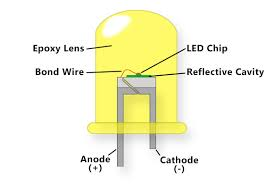 Epoxy Lens
LED Chip
Bond Wire
Reflective Cavity
Anode
(+)
Cathode
(-)